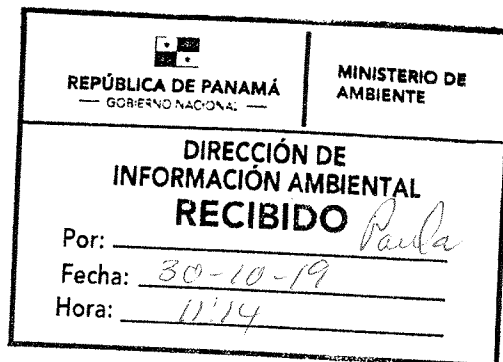 REPÚBLICA DE PANAMÁ
— GOBIERNO NACIONAL —
MINISTERIO DE
AMBIENTE
DIRECCIÓN DE
INFORMACIÓN AMBIENTAL
RECIBIDO
Por: Paula
Fecha: 30-10-19
Hora: 11:14